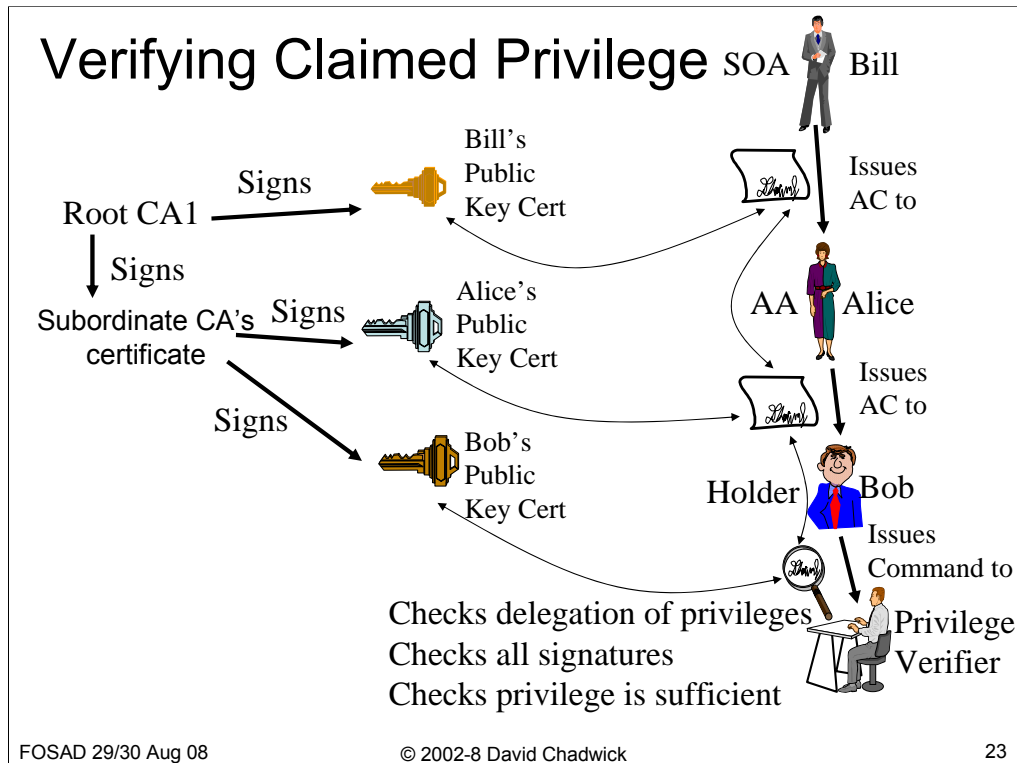 Verifying Claimed Privilege
SOA Bill
Bill's
Public
Key Cert
Signs
Root CA1
Issues
AC to
Signs
Subordinate CA's
certificate
Signs
Alice's
Public
Key Cert
AA Alice
Issues
AC to
Signs
Bob's
Public
Key Cert
Holder Bob
Issues
Command to
Checks delegation of privileges
Checks all signatures
Checks privilege is sufficient
Privilege
Verifier
FOSAD 29/30 Aug 08
© 2002-8 David Chadwick
23